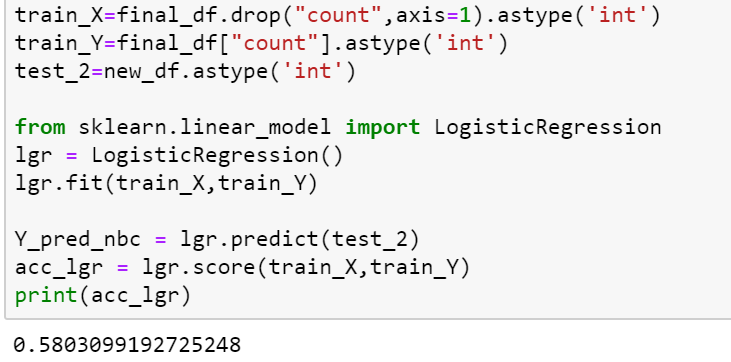 train_X=final_df.drop("count",axis=1).astype('int')
train_Y=final_df["count"].astype('int')
test_2=new_df.astype('int')
from sklearn.linear_model import LogisticRegression
lgr = LogisticRegression()
lgr.fit(train_X,train_Y)
Y_pred_nbc = lgr.predict(test_2)
acc_lgr = lgr.score(train_X,train_Y)
print(acc_lgr)
0.5803099192725248